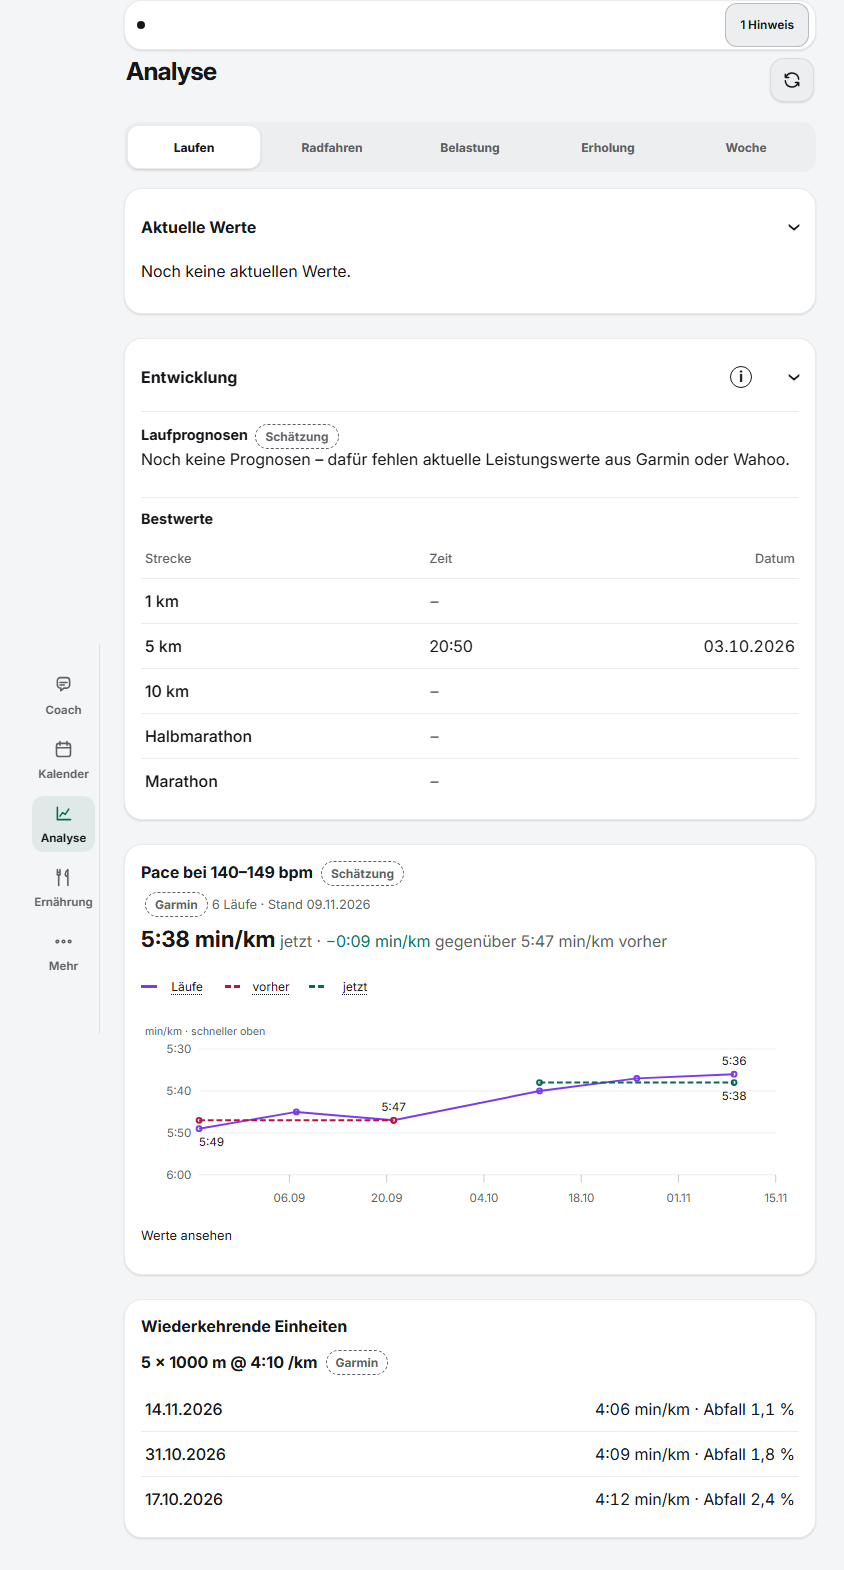 1 Hinweis
Analyse
Laufen Radfahren Belastung Erholung Woche
Aktuelle Werte
Noch keine aktuellen Werte.
Entwicklung
Laufprognosen Schätzung
Noch keine Prognosen – dafür fehlen aktuelle Leistungswerte aus Garmin oder Wahoo.
Bestwerte
Strecke Zeit Datum
1 km –
5 km 20:50 03.10.2026
10 km –
Halbmarathon –
Marathon –
Coach
Kalender
Analyse
Ernährung
Mehr
Pace bei 140–149 bpm Schätzung
Garmin 6 Läufe · Stand 09.11.2026
5:38 min/km jetzt · −0:09 min/km gegenüber 5:47 min/km vorher
Läufe vorher jetzt
min/km · schneller oben
5:30
5:36
5:40
5:38
5:47
5:50
5:49
6:00
06.09 20.09 04.10 18.10 01.11 15.11
Werte ansehen
Wiederkehrende Einheiten
5 × 1000 m @ 4:10 /km Garmin
14.11.2026 4:06 min/km · Abfall 1,1 %
31.10.2026 4:09 min/km · Abfall 1,8 %
17.10.2026 4:12 min/km · Abfall 2,4 %